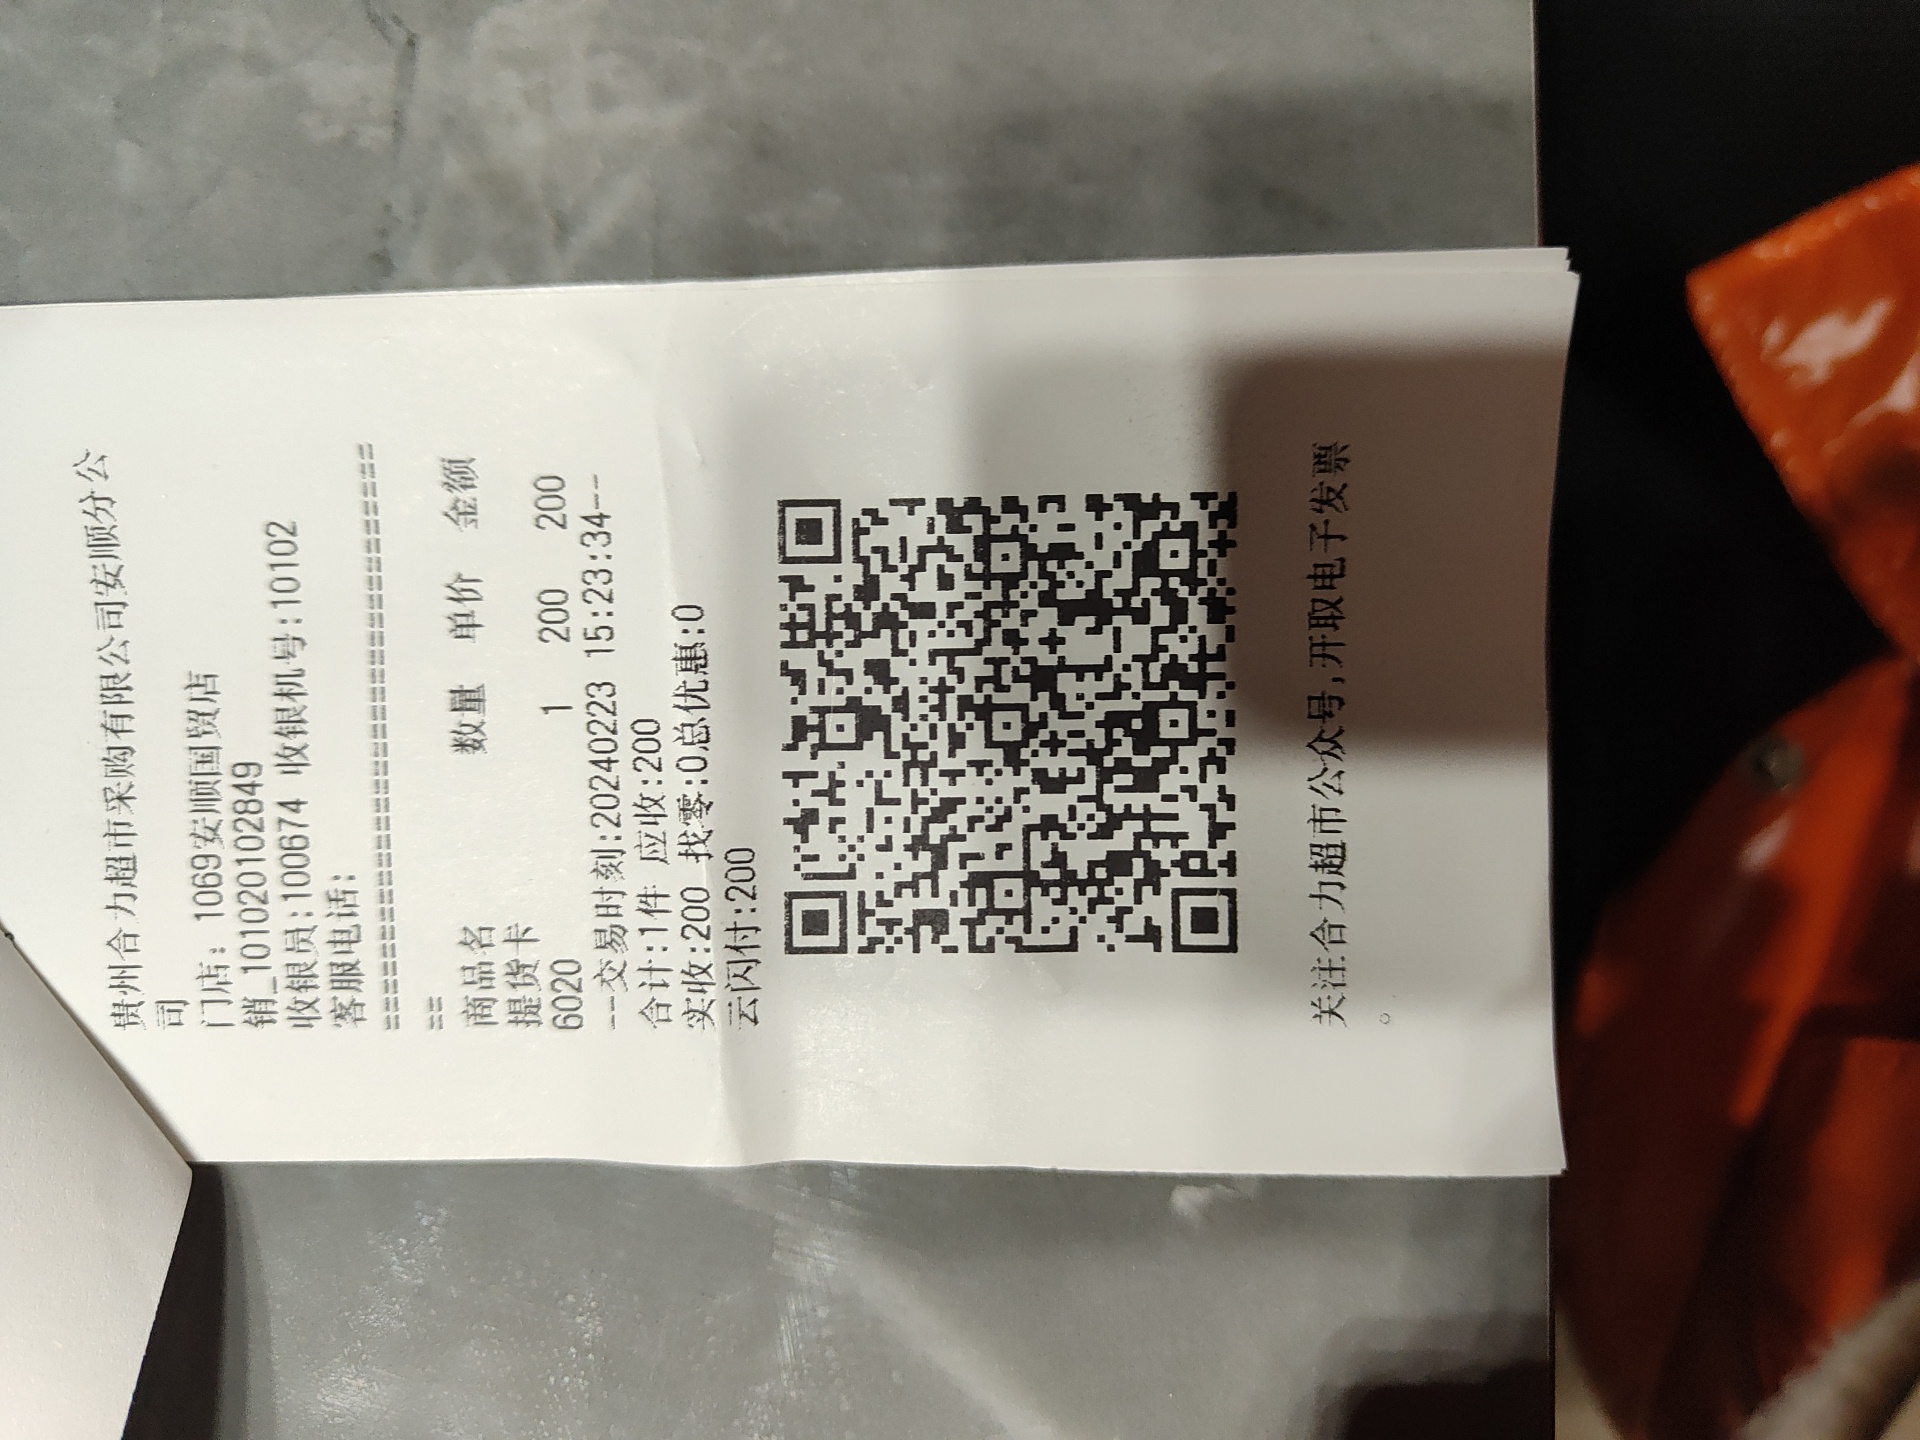 贵州合力超市采购有限公司安顺分公
司
门店: 1069安顺国贸店
销_1010201002849
收银员:100674 收银机号:10102
客服电话:
==========================================
==
商品名 数量 单价 金额
提货卡
6020 1 200 200
--交易时刻:20240223 15:23:34--
合计:1件 应收:200
实收:200 找零:0总优惠:0
云闪付:200
关注:合力超市公众号,开取电子发票
。